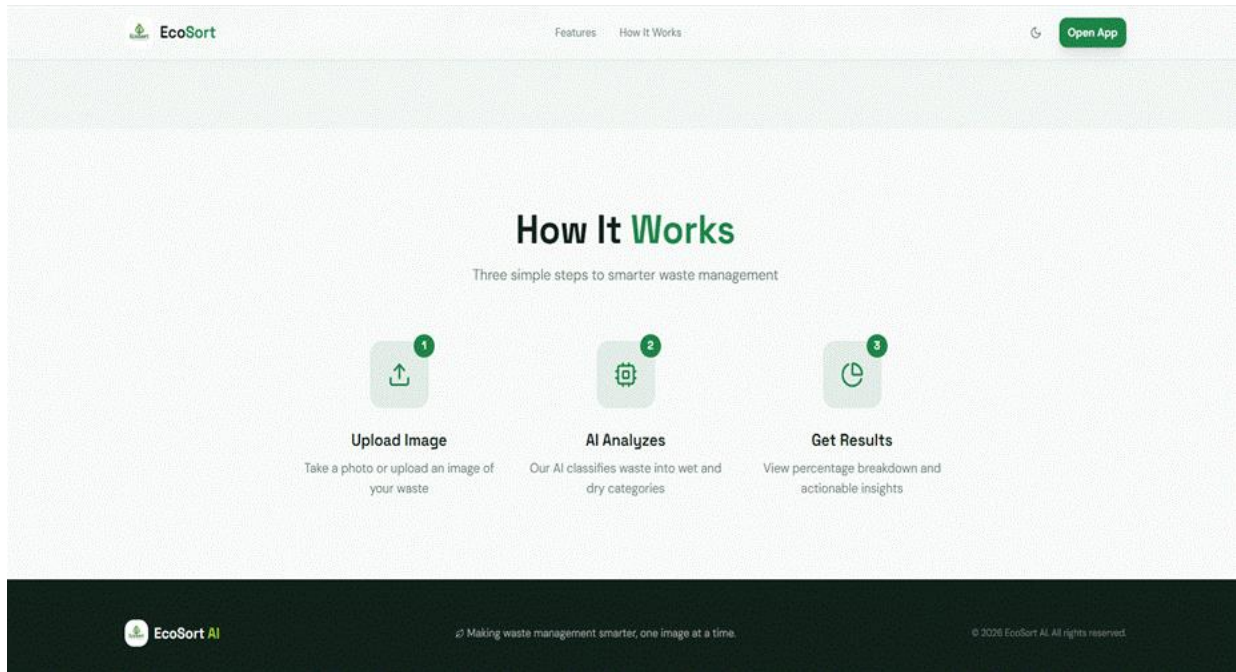 EcoSort
Features
How It Works
Open App
How It Works
Three simple steps to smarter waste management
1
2
3
Upload Image
Take a photo or upload an image of
your waste
AI Analyzes
Our AI classifies waste into wet and
dry categories
Get Results
View percentage breakdown and
actionable insights
EcoSort AI
Making waste management smarter, one image at a time.
© 2026 EcoSort AI. All rights reserved.